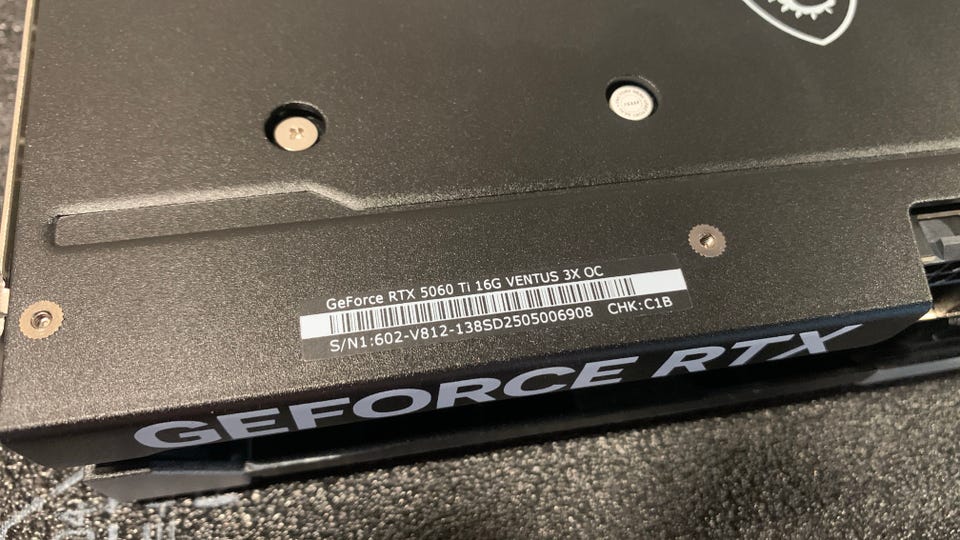 GeForce RTX 5060 Ti 16G VENTUS 3X OC
S/N1:602-V812-138SD2505006908 CHK:C1B
GEFORCE RTX